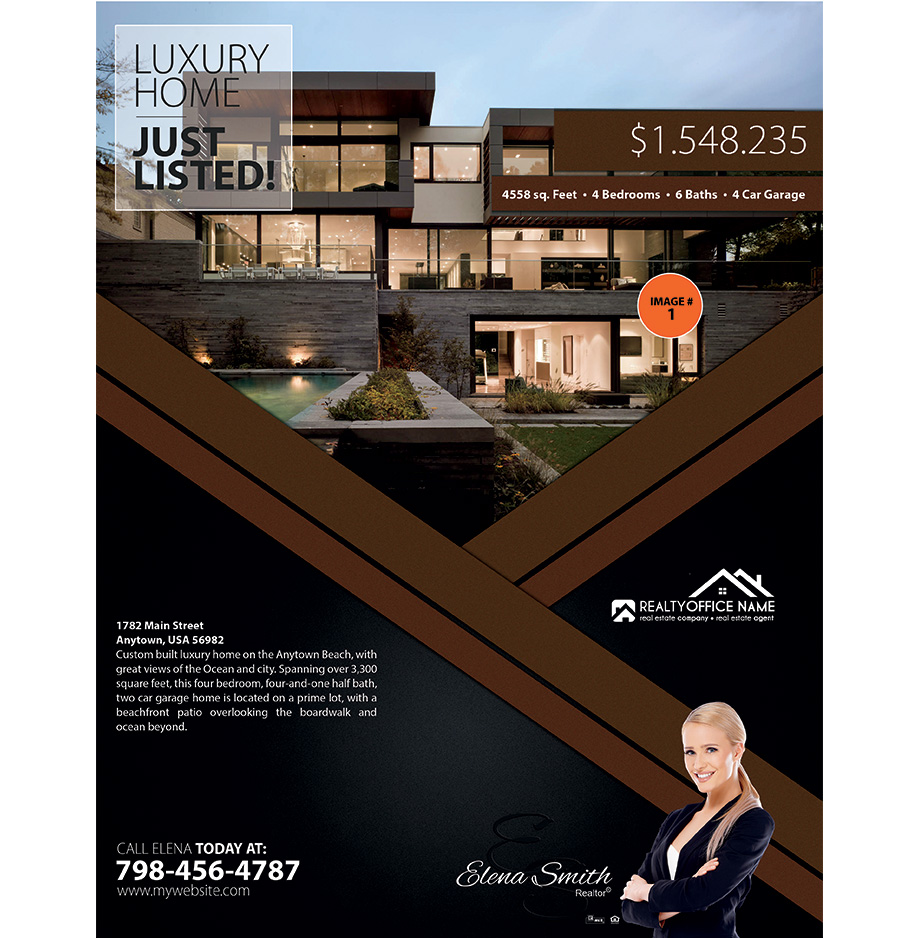 LUXURY
HOME
JUST
LISTED!
$1.548.235
4558 sq. Feet • 4 Bedrooms • 6 Baths • 4 Car Garage
IMAGE #
1
REALTYOFFICE NAME
real estate company • real estate agent
1782 Main Street
Anytown, USA 56982
Custom built luxury home on the Anytown Beach, with
great views of the Ocean and city. Spanning over 3,300
square feet, this four bedroom, four-and-one half bath,
two car garage home is located on a prime lot, with a
beachfront patio overlooking the boardwalk and
ocean beyond.
CALL ELENA TODAY AT:
798-456-4787
www.mywebsite.com
E
Elena Smith
Realtor®